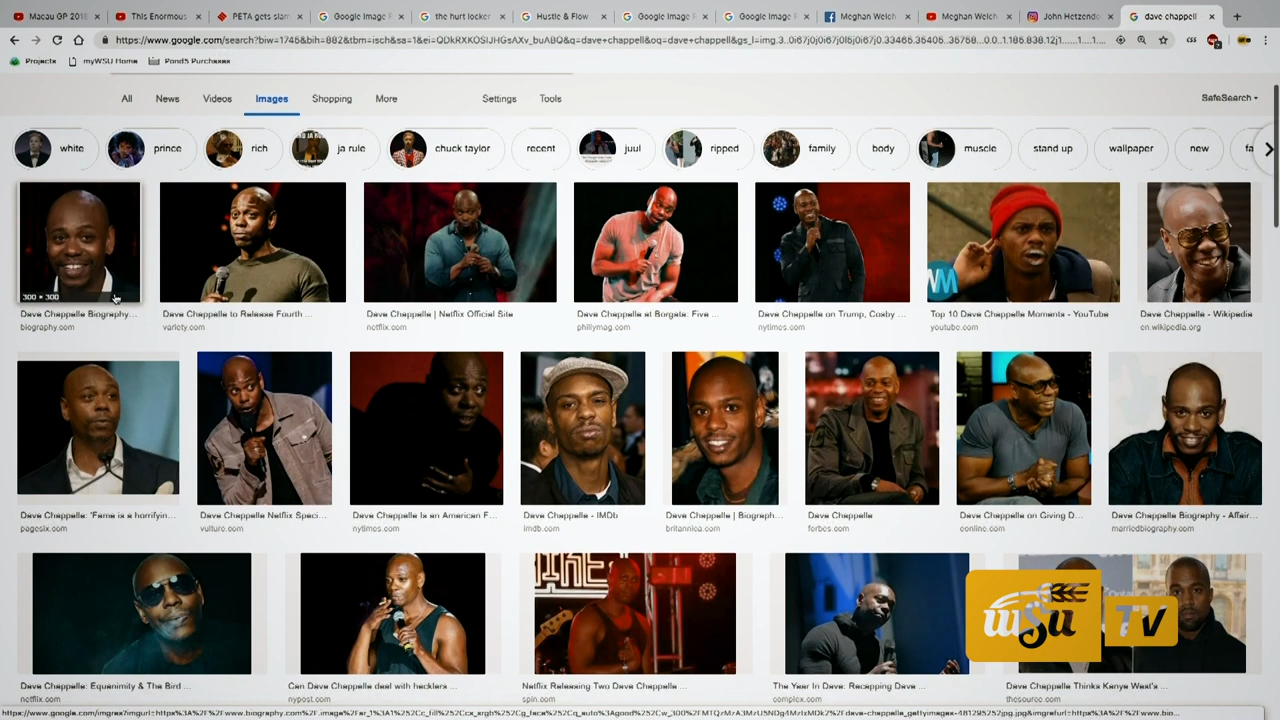 Macau GP 2018
This Enormous
PETA gets slam
Google Image R
the hurt locker
Hustle & Flow
Google Image R
Google Image R
Meghan Welch
Meghan Welch
John Hetzendo
dave chappell
Projects
myWSU Home
Pond5 Purchases
All
News
Videos
Images
Shopping
More
Settings
Tools
SafeSearch
white
prince
rich
ja rule
chuck taylor
recent
juul
ripped
family
body
muscle
stand up
wallpaper
new
fa
300 × 300
Dave Chappelle Biography...
biography.com
Dave Chappelle to Release Fourth ...
variety.com
Dave Chappelle | Netflix Official Site
netflix.com
Dave Chappelle at Borgata: Five ...
phillymag.com
Dave Chappelle on Trump, Cosby ...
nytimes.com
Top 10 Dave Chappelle Moments - YouTube
youtube.com
Dave Chappelle - Wikipedia
en.wikipedia.org
Dave Chappelle: 'Fame is a horrifyin...
pagesix.com
Dave Chappelle Netflix Speci...
vulture.com
Dave Chappelle Is an American F...
nytimes.com
Dave Chappelle - IMDb
imdb.com
Dave Chappelle | Biograph...
britannica.com
Dave Chappelle
forbes.com
Dave Chappelle on Giving D...
eonline.com
Dave Chappelle Biography - Affair...
marriedbiography.com
Dave Chappelle: Equanimity & The Bird ...
netflix.com
Can Dave Chappelle deal with hecklers ...
nypost.com
Netflix Releasing Two Dave Chappelle ...
spin.com
The Year In Dave: Recapping Dave ...
complex.com
Dave Chappelle Thinks Kanye West's ...
thesource.com
wsu TV